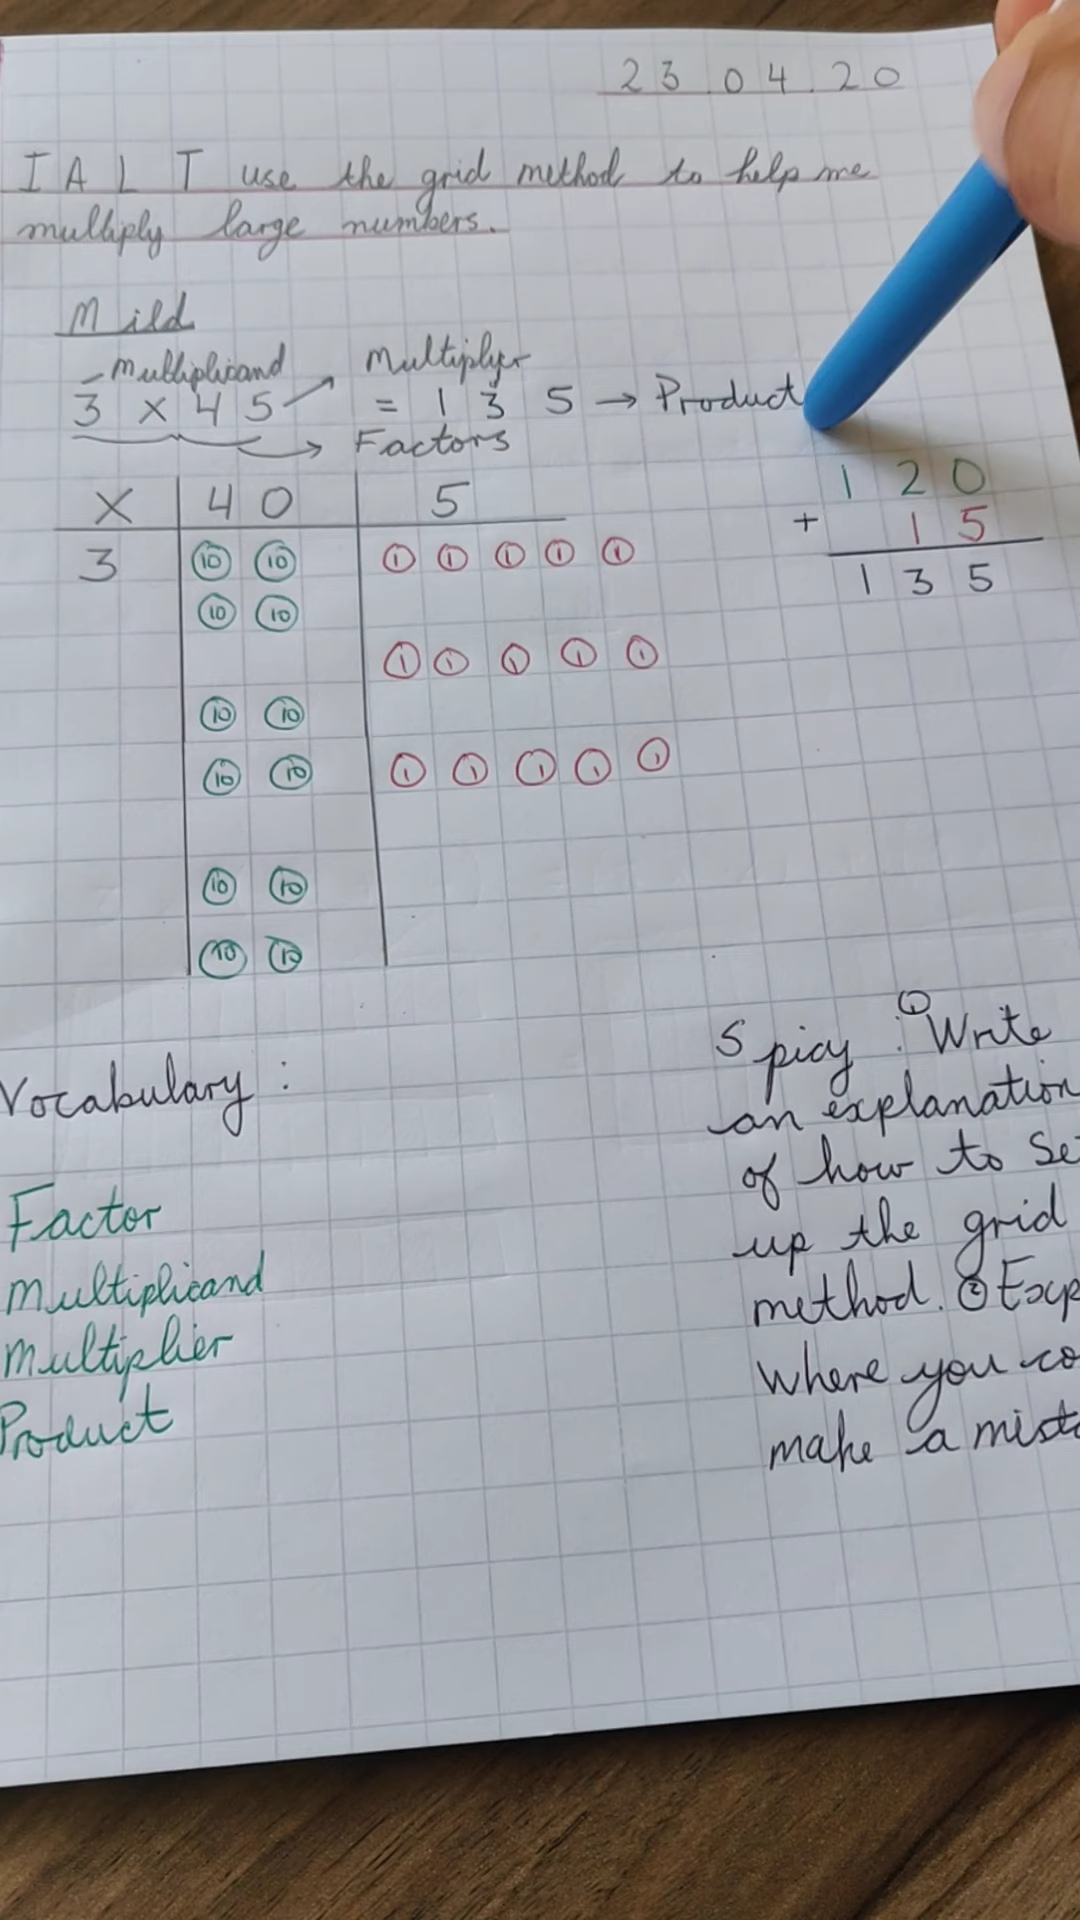 23.04.20
I A L T use the grid method to help me
multiply large numbers.
Mild
Multiplicand Multiplier
3 x 45 = 135 → Product
Factors
x 40 5
3 10 10 1 1 1 1 1
10 10
1 1 1 1 1
10 10
10 10 1 1 1 1 1
10 10
10 10
120
+ 15
135
Vocabulary :
Factor
Multiplicand
Multiplier
Product
Spicy : ① Write
an explanation
of how to
up the grid
method. ②
where you
make a